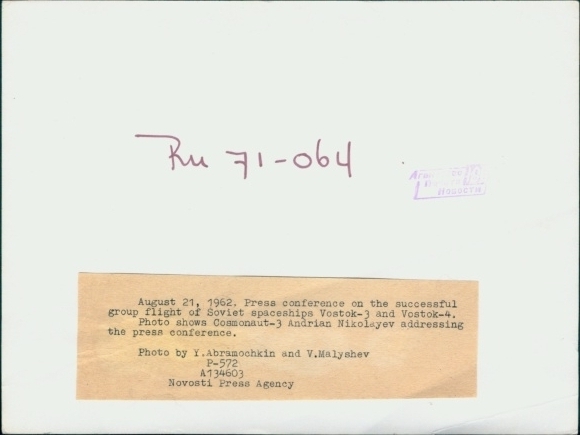 Ru 71-064
Новости
August 21, 1962. Press conference on the successful
group flight of Soviet spaceships Vostok-3 and Vostok-4.
Photo shows Cosmonaut-3 Andrian Nikolayev addressing
the press conference.
Photo by Y.Abramochkin and V.Malyshev
P-572
A134603
Novosti Press Agency